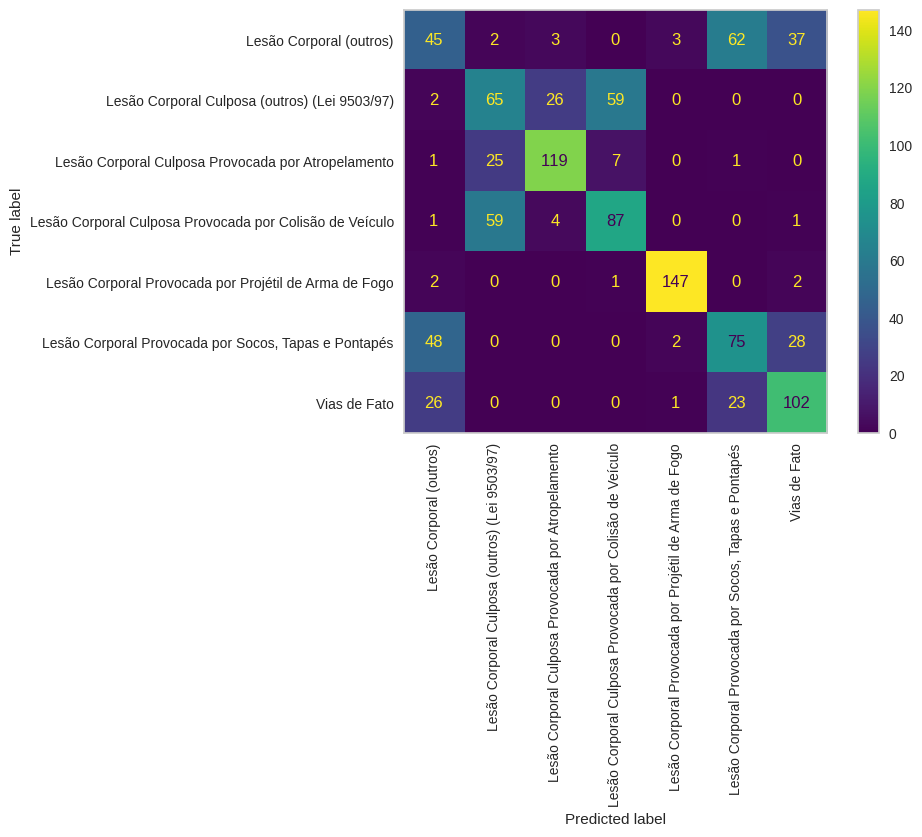 Lesão Corporal (outros) 45 2 3 0 3 62 37
Lesão Corporal Culposa (outros) (Lei 9503/97) 2 65 26 59 0 0 0
Lesão Corporal Culposa Provocada por Atropelamento 1 25 119 7 0 1 0
Lesão Corporal Culposa Provocada por Colisão de Veículo 1 59 4 87 0 0 1
Lesão Corporal Provocada por Projétil de Arma de Fogo 2 0 0 1 147 0 2
Lesão Corporal Provocada por Socos, Tapas e Pontapés 48 0 0 0 2 75 28
Vias de Fato 26 0 0 0 1 23 102
True label
Lesão Corporal (outros)
Lesão Corporal Culposa (outros) (Lei 9503/97)
Lesão Corporal Culposa Provocada por Atropelamento
Lesão Corporal Culposa Provocada por Colisão de Veículo
Lesão Corporal Provocada por Projétil de Arma de Fogo
Lesão Corporal Provocada por Socos, Tapas e Pontapés
Vias de Fato
Predicted label
140
120
100
80
60
40
20
0